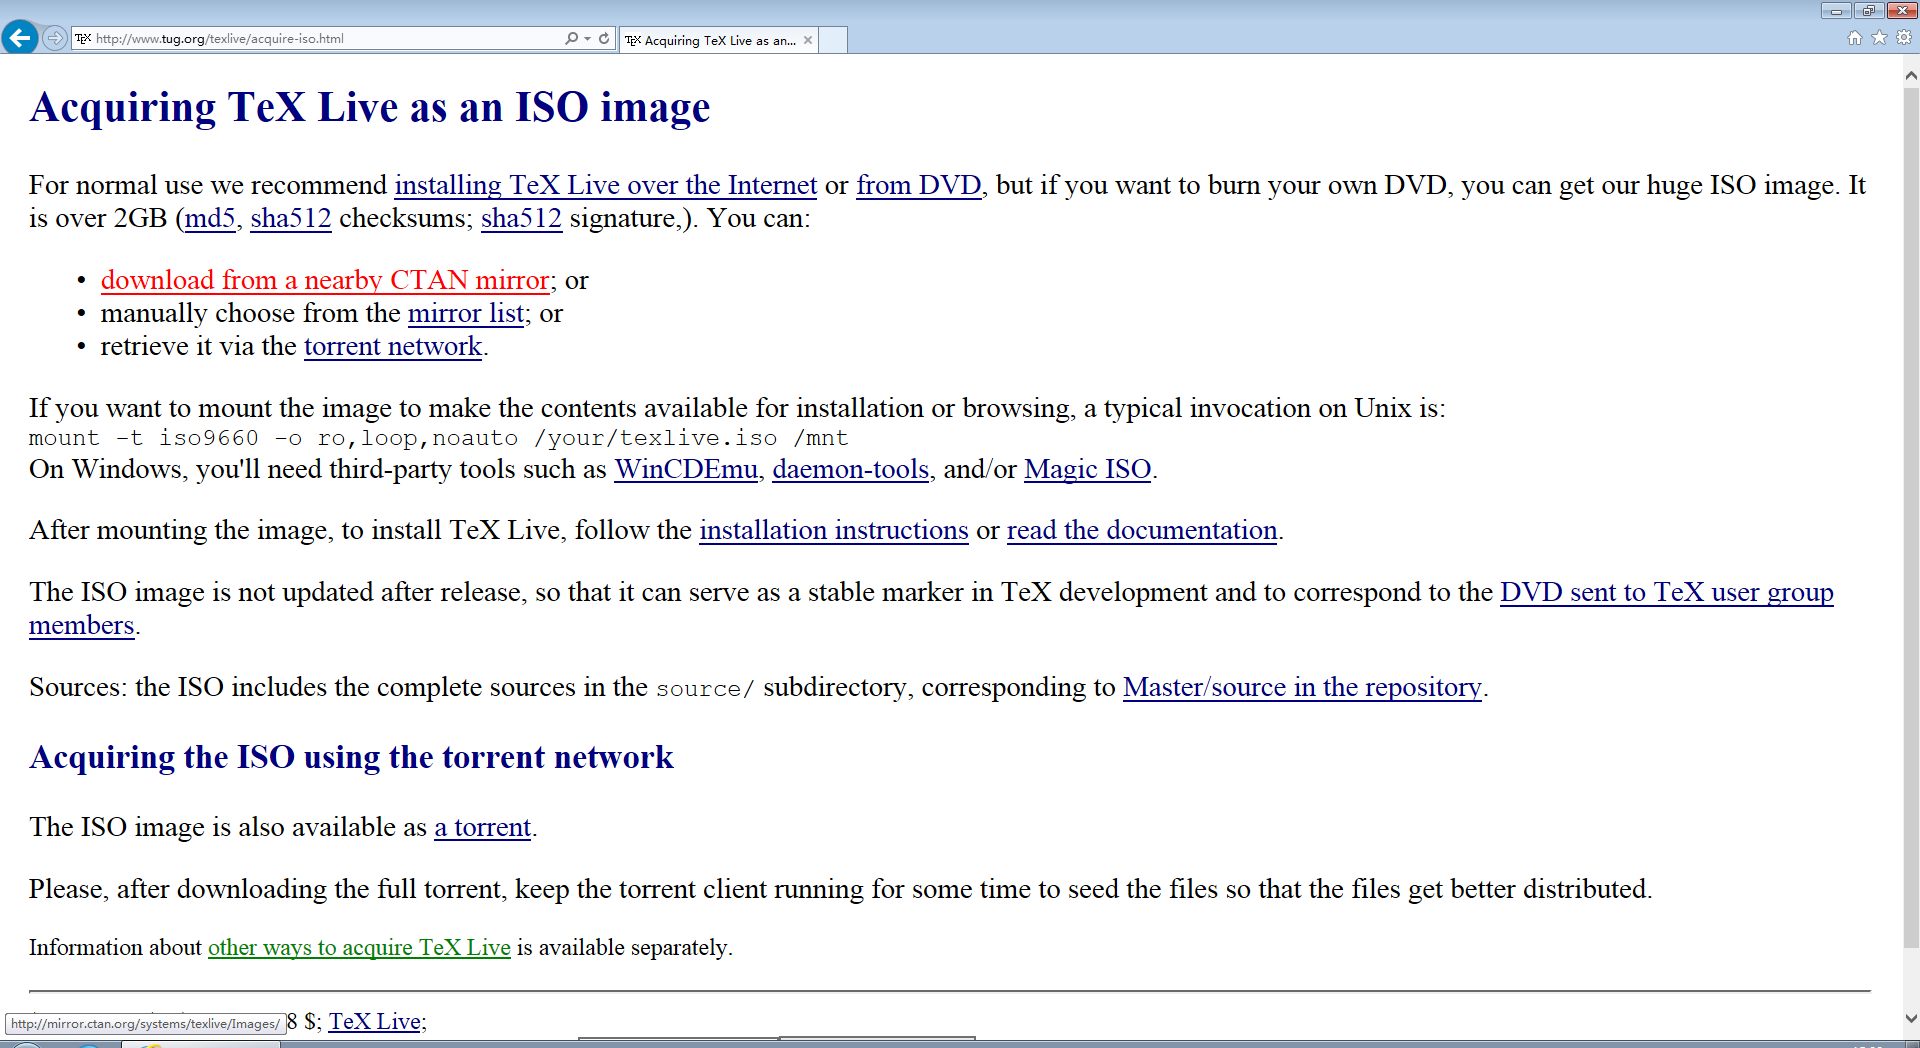 http://www.tug.org/texlive/acquire-iso.html
TEX Acquiring TeX Live as an...
Acquiring TeX Live as an ISO image
For normal use we recommend installing TeX Live over the Internet or from DVD, but if you want to burn your own DVD, you can get our huge ISO image. It
is over 2GB (md5, sha512 checksums; sha512 signature,). You can:
• download from a nearby CTAN mirror; or
• manually choose from the mirror list; or
• retrieve it via the torrent network.
If you want to mount the image to make the contents available for installation or browsing, a typical invocation on Unix is:
mount -t iso9660 -o ro,loop,noauto /your/texlive.iso /mnt
On Windows, you'll need third-party tools such as WinCDEmu, daemon-tools, and/or Magic ISO.
After mounting the image, to install TeX Live, follow the installation instructions or read the documentation.
The ISO image is not updated after release, so that it can serve as a stable marker in TeX development and to correspond to the DVD sent to TeX user group
members.
Sources: the ISO includes the complete sources in the source/ subdirectory, corresponding to Master/source in the repository.
Acquiring the ISO using the torrent network
The ISO image is also available as a torrent.
Please, after downloading the full torrent, keep the torrent client running for some time to seed the files so that the files get better distributed.
Information about other ways to acquire TeX Live is available separately.
http://mirror.ctan.org/systems/texlive/Images/ 8 $; TeX Live;